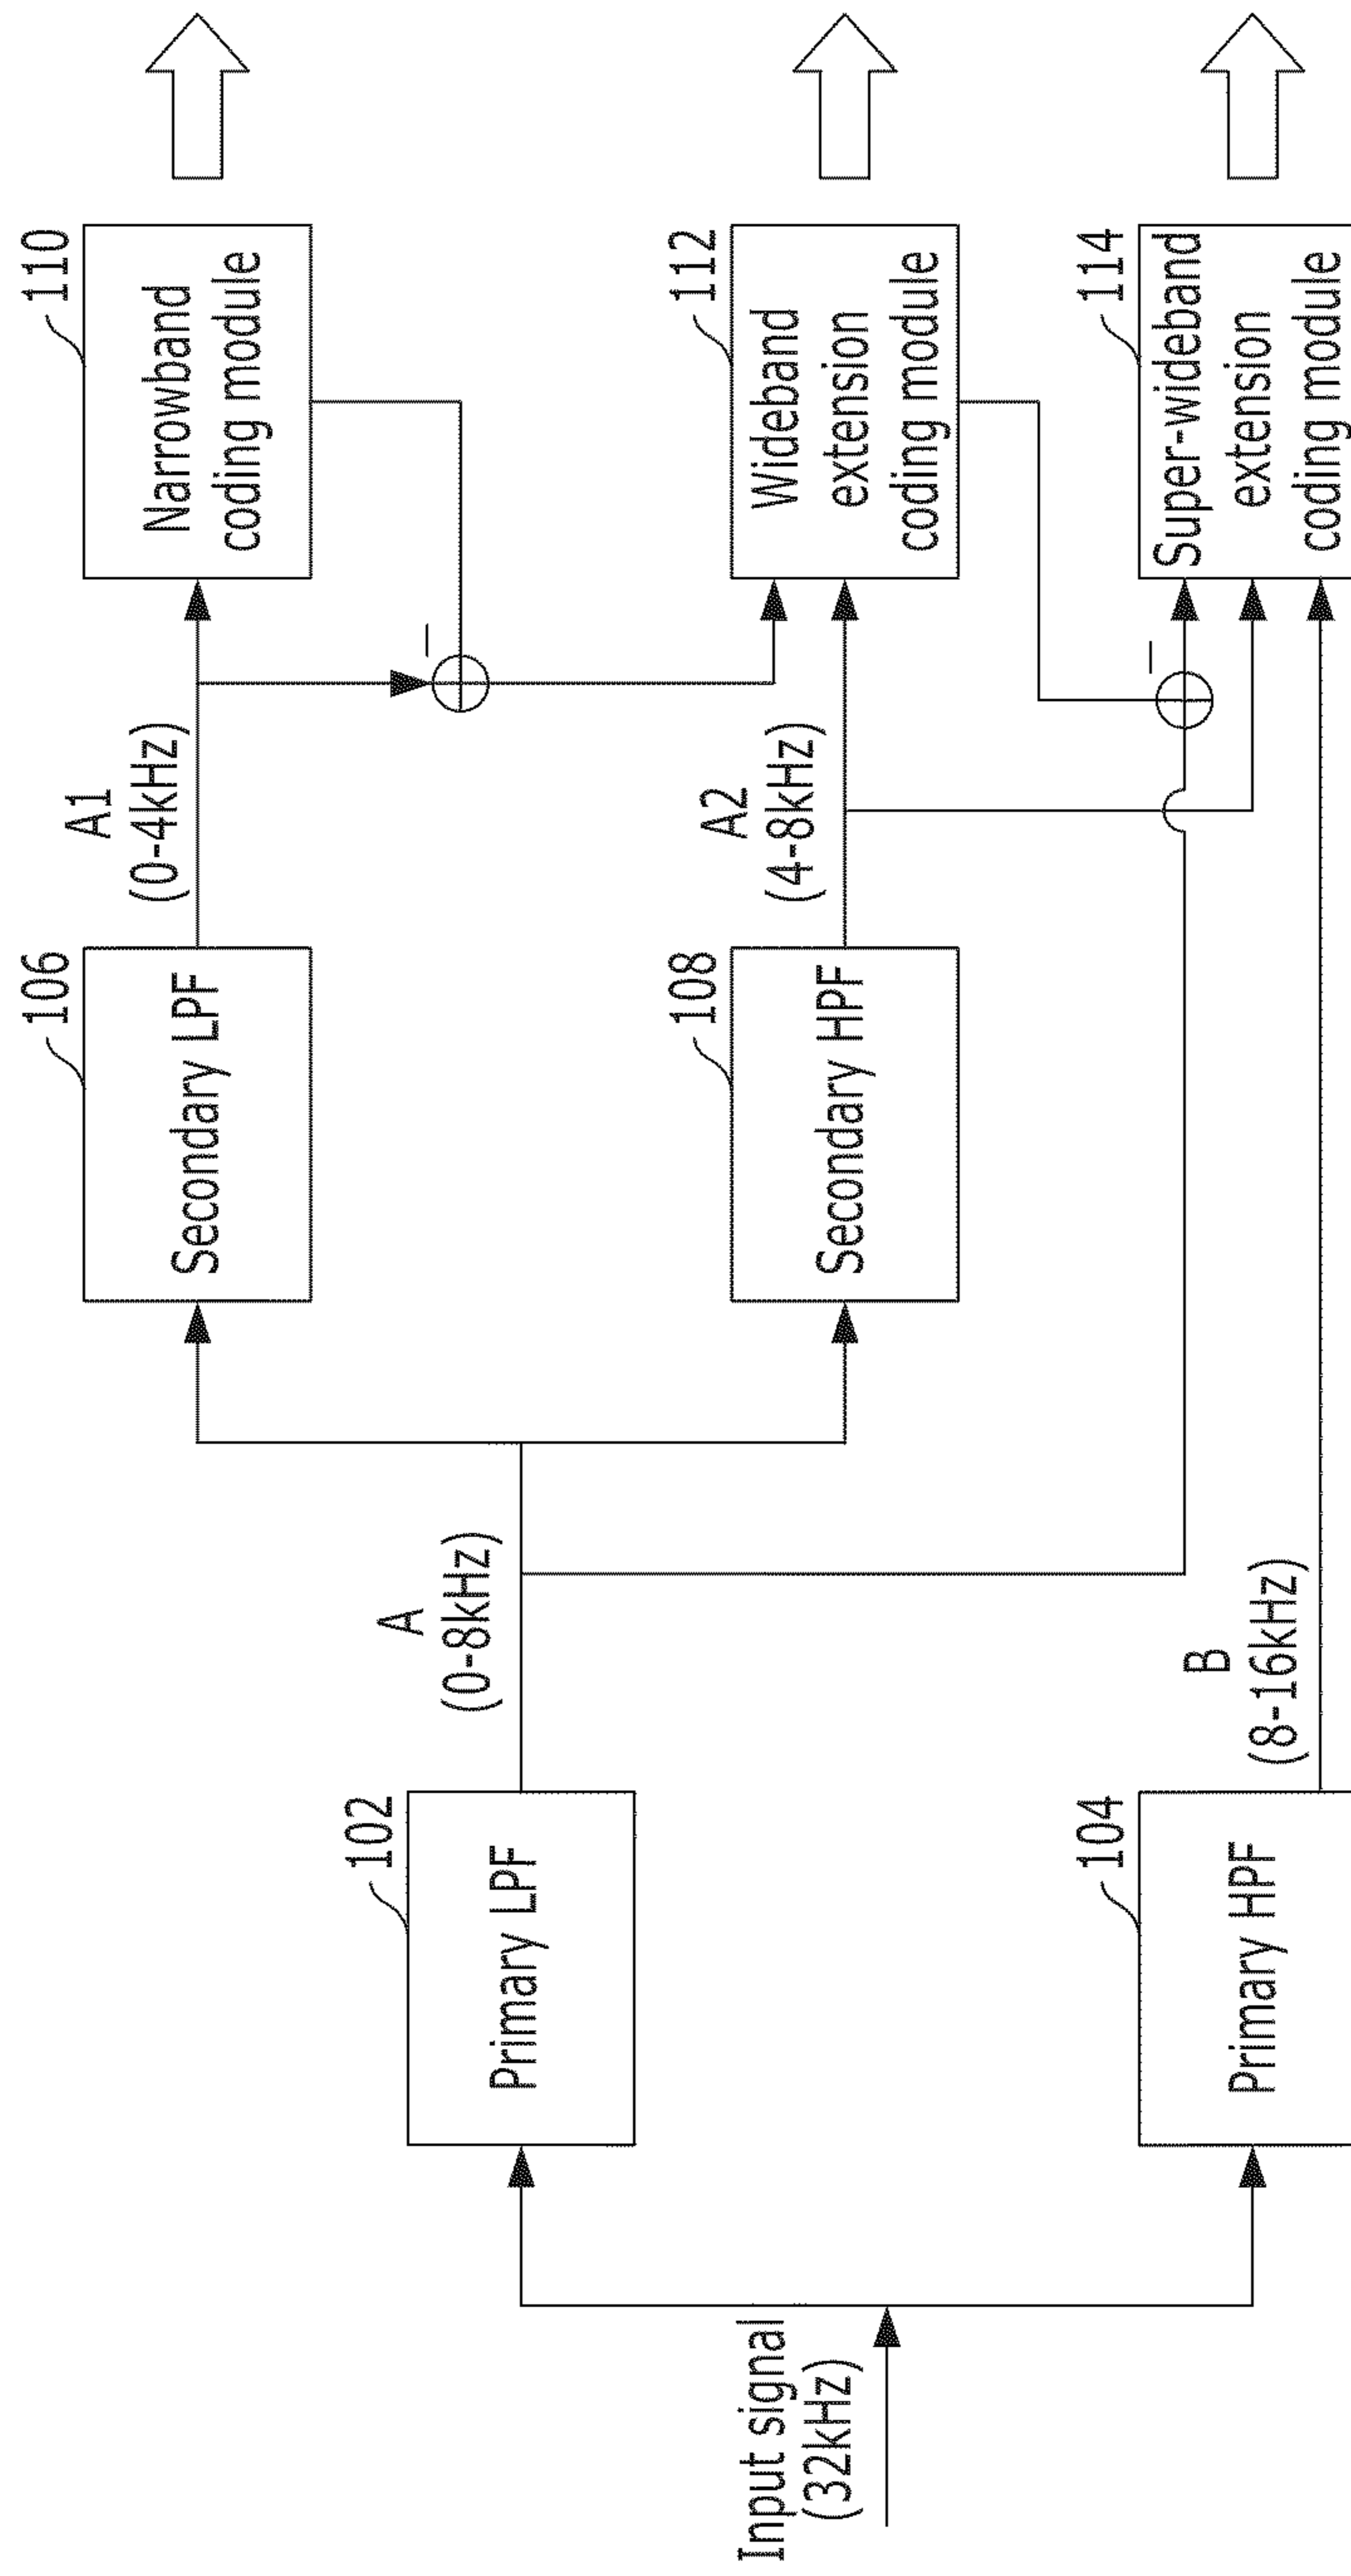 Input signal
(32kHz)
102
Primary LPF
104
Primary HPF
A
(0-8kHz)
B
(8-16kHz)
106
Secondary LPF
108
Secondary HPF
A1
(0-4kHz)
A2
(4-8kHz)
–
–
110
Narrowband
coding module
112
Wideband
extension
coding module
114
Super-wideband
extension
coding module